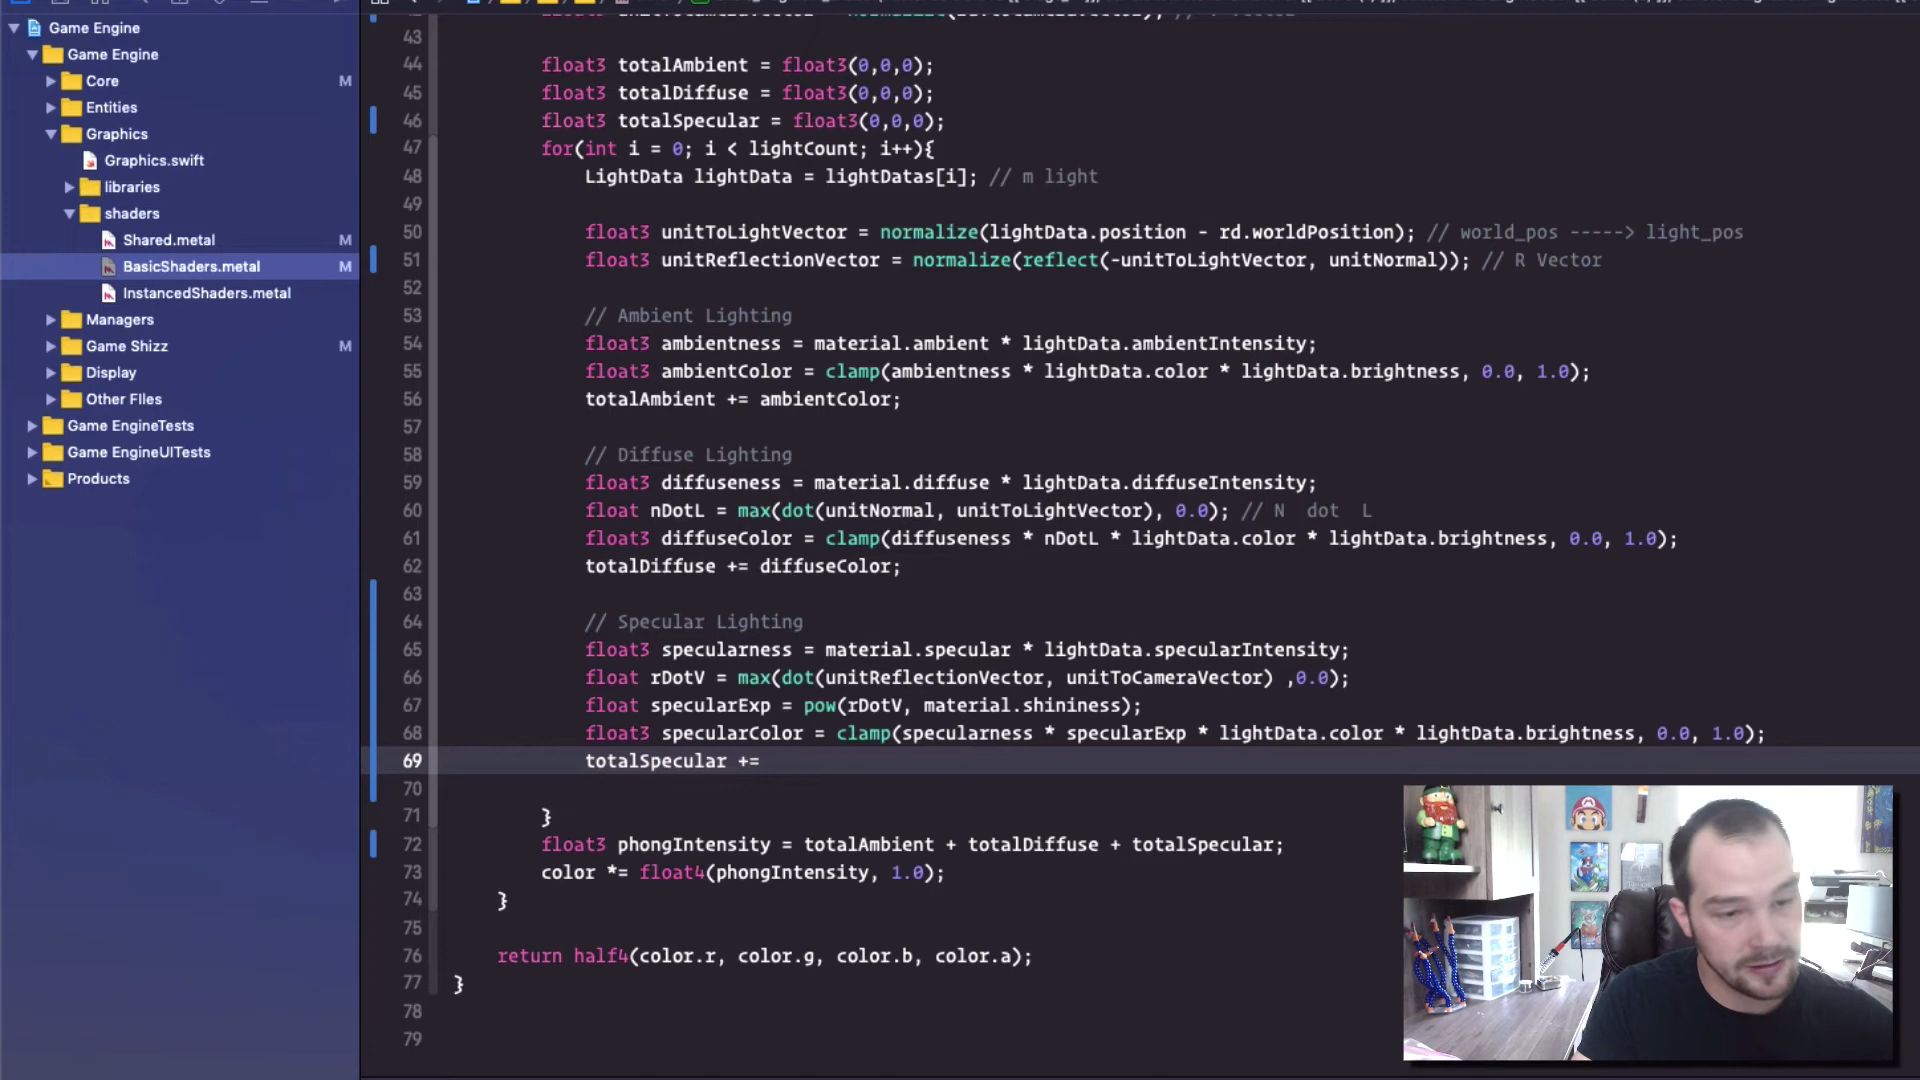 Game Engine
Game Engine
Core M
Entities
Graphics
Graphics.swift
libraries
shaders
Shared.metal M
BasicShaders.metal M
InstancedShaders.metal
Managers
Game Shizz M
Display
Other FIles
Game EngineTests
Game EngineUITests
Products
43
44 float3 totalAmbient = float3(0,0,0);
45 float3 totalDiffuse = float3(0,0,0);
46 float3 totalSpecular = float3(0,0,0);
47 for(int i = 0; i < lightCount; i++){
48 LightData lightData = lightDatas[i]; // m light
49
50 float3 unitToLightVector = normalize(lightData.position - rd.worldPosition); // world_pos -----> light_pos
51 float3 unitReflectionVector = normalize(reflect(-unitToLightVector, unitNormal)); // R Vector
52
53 // Ambient Lighting
54 float3 ambientness = material.ambient * lightData.ambientIntensity;
55 float3 ambientColor = clamp(ambientness * lightData.color * lightData.brightness, 0.0, 1.0);
56 totalAmbient += ambientColor;
57
58 // Diffuse Lighting
59 float3 diffuseness = material.diffuse * lightData.diffuseIntensity;
60 float nDotL = max(dot(unitNormal, unitToLightVector), 0.0); // N dot L
61 float3 diffuseColor = clamp(diffuseness * nDotL * lightData.color * lightData.brightness, 0.0, 1.0);
62 totalDiffuse += diffuseColor;
63
64 // Specular Lighting
65 float3 specularness = material.specular * lightData.specularIntensity;
66 float rDotV = max(dot(unitReflectionVector, unitToCameraVector) ,0.0);
67 float specularExp = pow(rDotV, material.shininess);
68 float3 specularColor = clamp(specularness * specularExp * lightData.color * lightData.brightness, 0.0, 1.0);
69 totalSpecular +=
70
71 }
72 float3 phongIntensity = totalAmbient + totalDiffuse + totalSpecular;
73 color *= float4(phongIntensity, 1.0);
74 }
75
76 return half4(color.r, color.g, color.b, color.a);
77 }
78
79